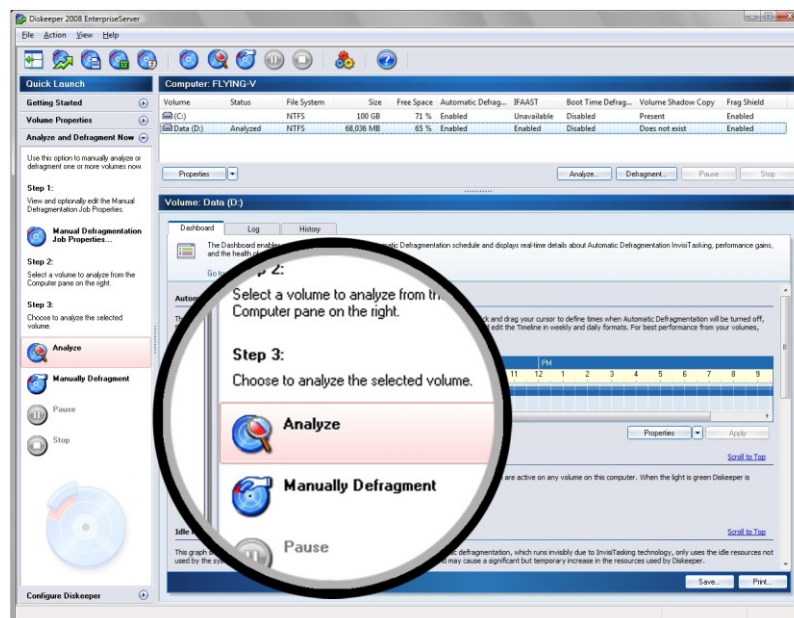 Diskeeper 2008 EnterpriseServer
File Action View Help
Quick Launch
Getting Started
Volume Properties
Analyze and Defragment Now
Use this option to manually analyze or
defragment one or more volumes now.
Step 1:
View and optionally edit the Manual
Defragmentation Job Properties.
Manual Defragmentation
Job Properties...
Step 2:
Select a volume to analyze from the
Computer pane on the right.
Step 3:
Choose to analyze the selected
volume.
Analyze
Manually Defragment
Pause
Stop
Configure Diskeeper
Computer: FLYING-V
Volume Status File System Size Free Space Automatic Defrag... IFAAST Boot Time Defrag... Volume Shadow Copy Frag Shield
(C:) NTFS 100 GB 71 % Enabled Unavailable Disabled Present Enabled
Data (D:) Analyzed NTFS 68,036 MB 65 % Enabled Enabled Disabled Does not exist Enabled
Properties Analyze... Defragment... Pause Stop
Volume: Data (D:)
Dashboard Log History
The Dashboard enables Automatic Defragmentation schedule and displays real-time details about Automatic Defragmentation InvisiTasking, performance gains,
and the health
Go to
Step 2:
Select a volume to analyze from the
Computer pane on the right.
Step 3:
Choose to analyze the selected volume.
Analyze
Manually Defragment
Pause
and drag your cursor to define times when Automatic Defragmentation will be turned off,
edit the Timeline in weekly and daily formats. For best performance from your volumes,
PM
11 12 1 2 3 4 5 6 7 8 9
Properties Apply
Scroll to Top
are active on any volume on this computer. When the light is green Diskeeper is
Scroll to Top
Idle
This graph defragmentation, which runs invisibly due to InvisiTasking technology, only uses the idle resources not
used by the may cause a significant but temporary increase in the resources used by Diskeeper.
Save... Print...